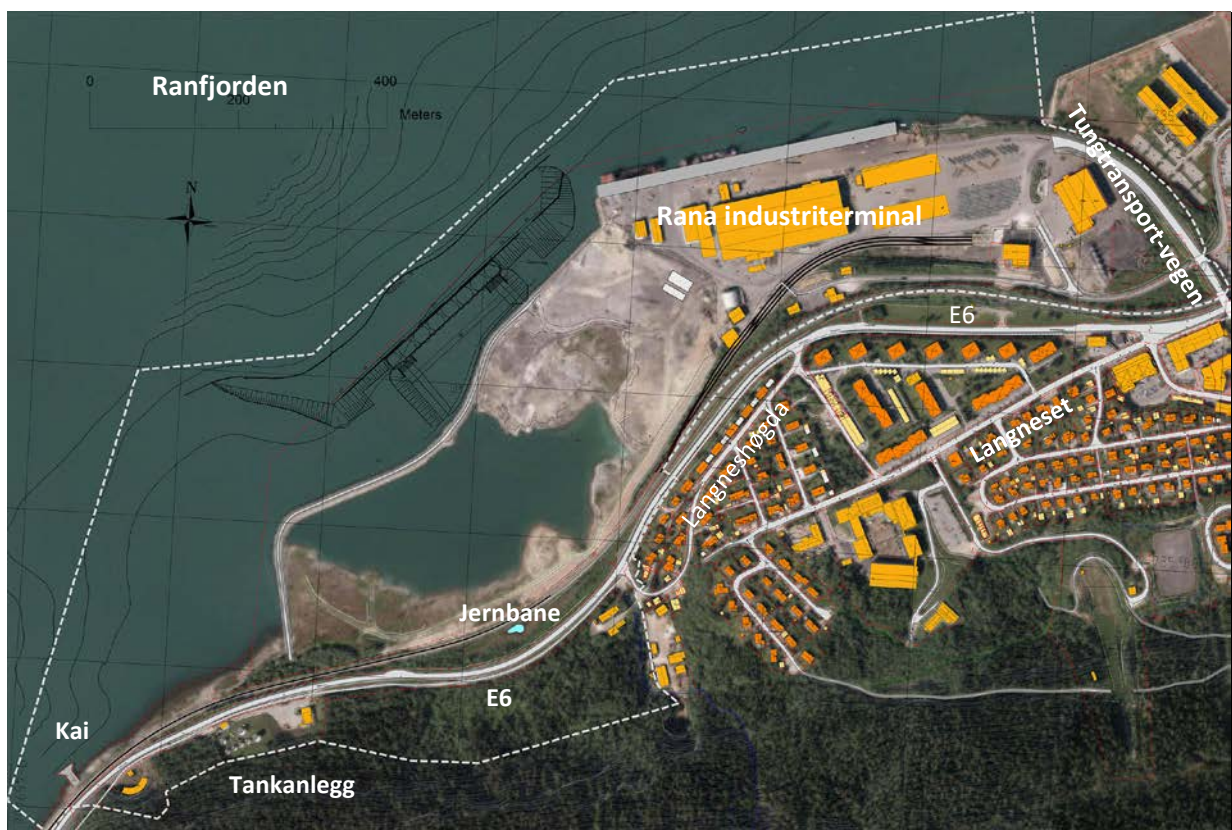 Ranfjorden
0
400
200
Meters
N
Tungtransport-vegen
Rana industriterminal
E6
Langneshøgda
Langneset
Jernbane
E6
Kai
Tankanlegg